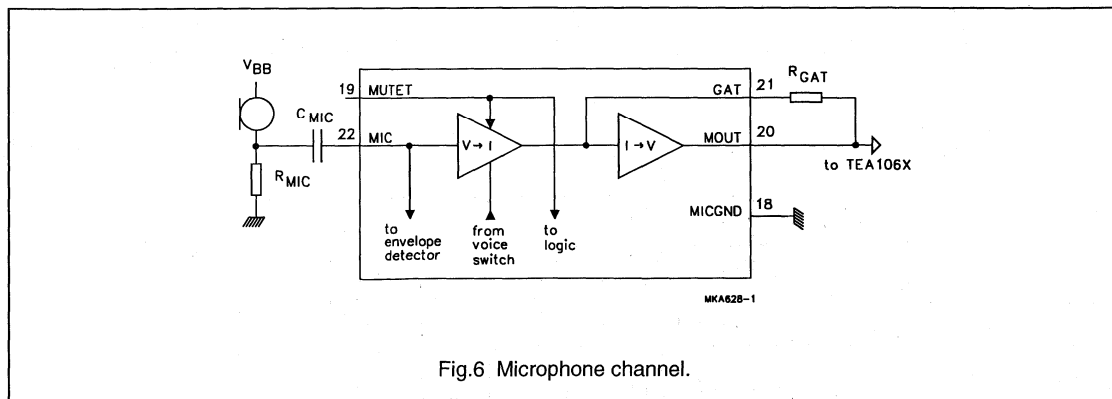 V_BB
C_MIC
R_MIC
19 MUTET
22 MIC
V→I
I→V
GAT 21
R_GAT
MOUT 20
to TEA106X
MICGND 18
to envelope detector
from voice switch
to logic
MKA628-1
Fig.6 Microphone channel.